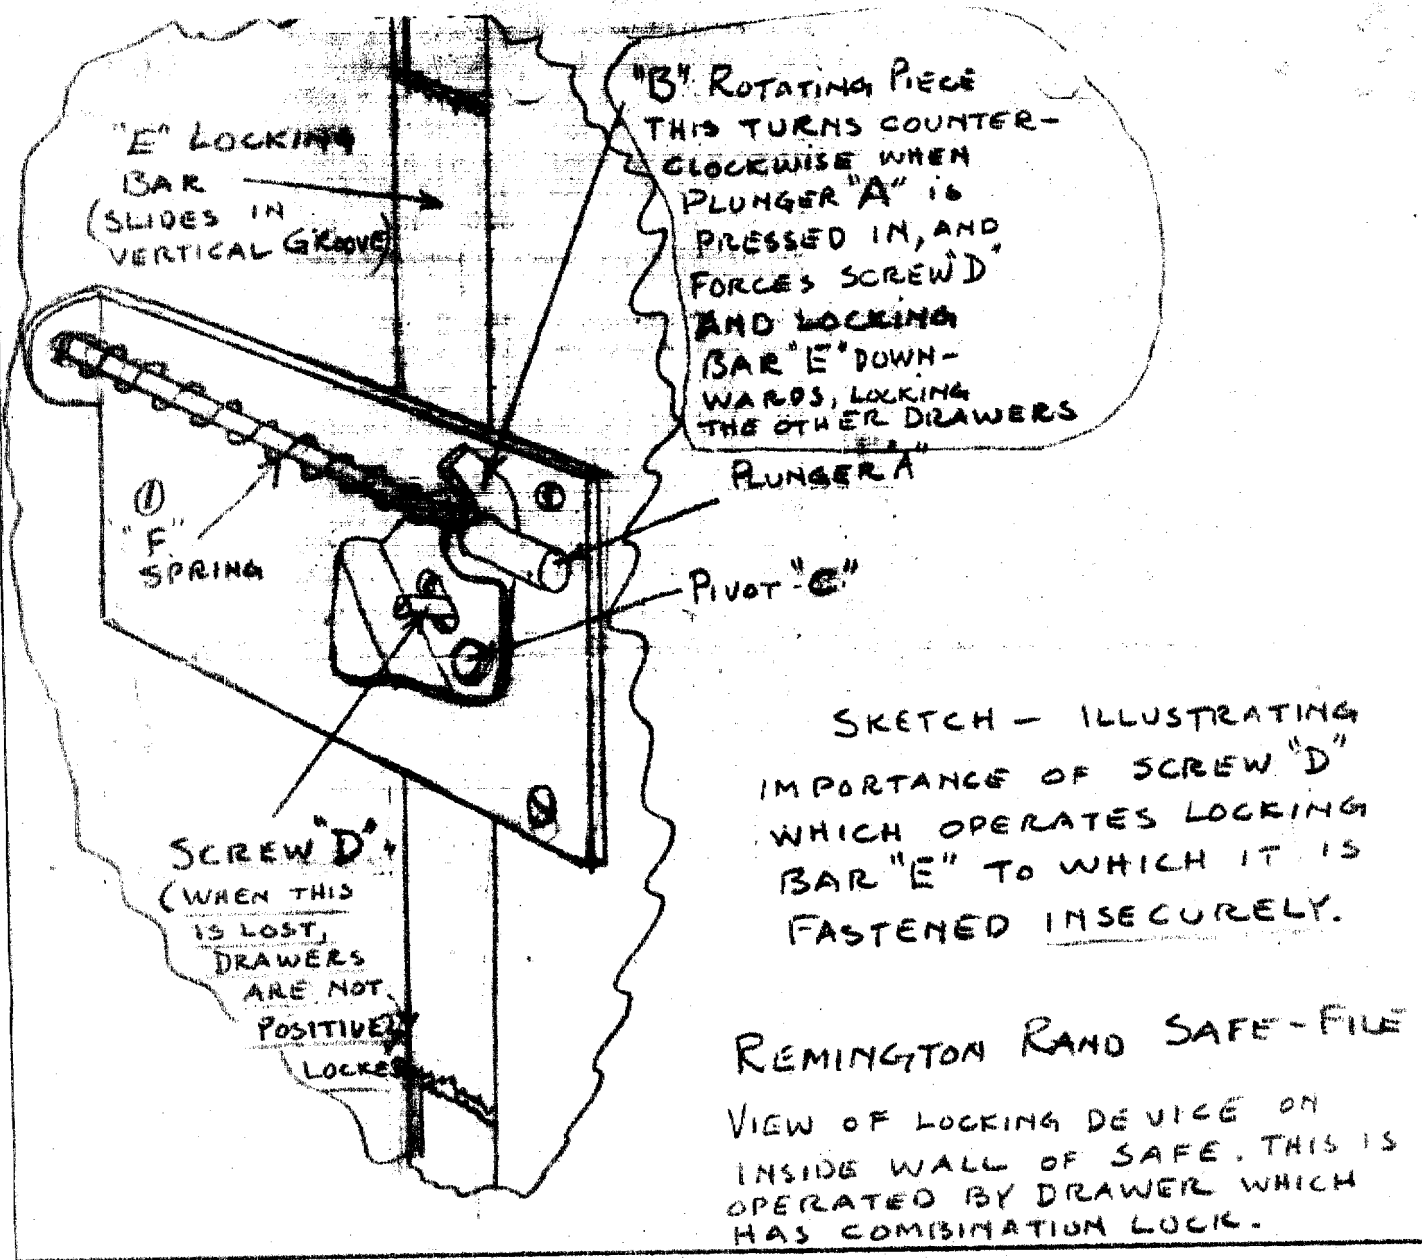 "E" LOCKING
BAR
(SLIDES IN
VERTICAL GROOVE)
"B" ROTATING PIECE
THIS TURNS COUNTER-
CLOCKWISE WHEN
PLUNGER "A" IS
PRESSED IN, AND
FORCES SCREW "D"
AND LOCKING
BAR "E" DOWN-
WARDS, LOCKING
THE OTHER DRAWERS
PLUNGER "A"
"F"
SPRING
PIVOT "C"
SCREW "D"
(WHEN THIS
IS LOST,
DRAWERS
ARE NOT
POSITIVELY
LOCKED
SKETCH - ILLUSTRATING
IMPORTANCE OF SCREW "D"
WHICH OPERATES LOCKING
BAR "E" TO WHICH IT IS
FASTENED INSECURELY.
REMINGTON RAND SAFE-FILE
VIEW OF LOCKING DEVICE ON
INSIDE WALL OF SAFE. THIS IS
OPERATED BY DRAWER WHICH
HAS COMBINATION LOCK.